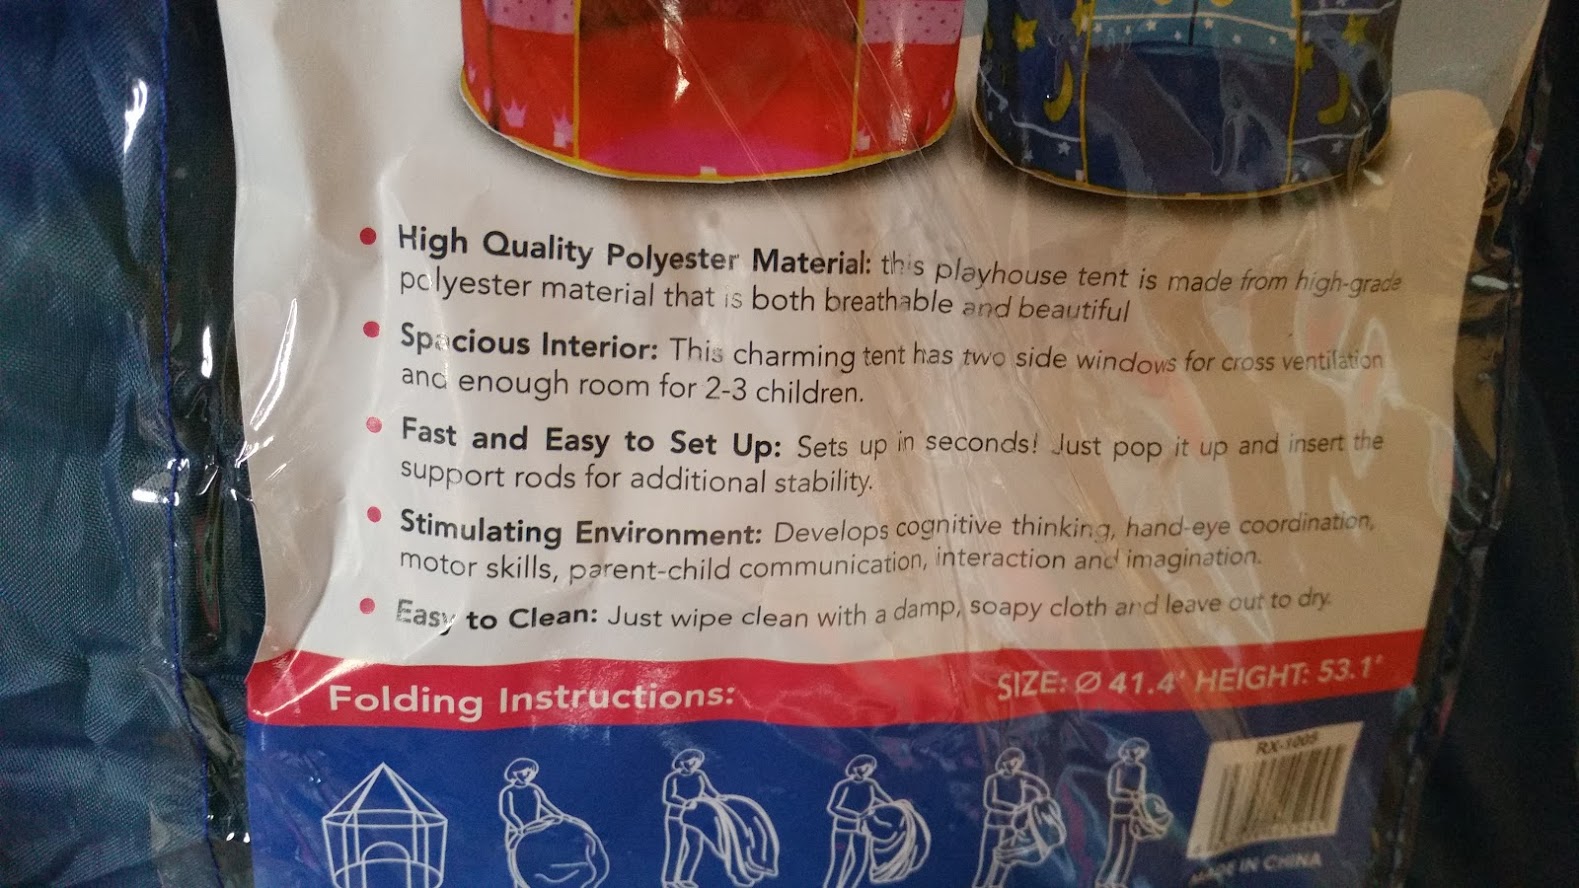 High Quality Polyester Material: this playhouse tent is made from high-grade
polyester material that is both breathable and beautiful
Spacious Interior: This charming tent has two side windows for cross ventilation
and enough room for 2-3 children.
Fast and Easy to Set Up: Sets up in seconds! Just pop it up and insert the
support rods for additional stability.
Stimulating Environment: Develops cognitive thinking, hand-eye coordination,
motor skills, parent-child communication, interaction and imagination.
Easy to Clean: Just wipe clean with a damp, soapy cloth and leave out to dry.
Folding Instructions:
SIZE: Ø 41.4" HEIGHT: 53.1"
RX-1005
MADE IN CHINA